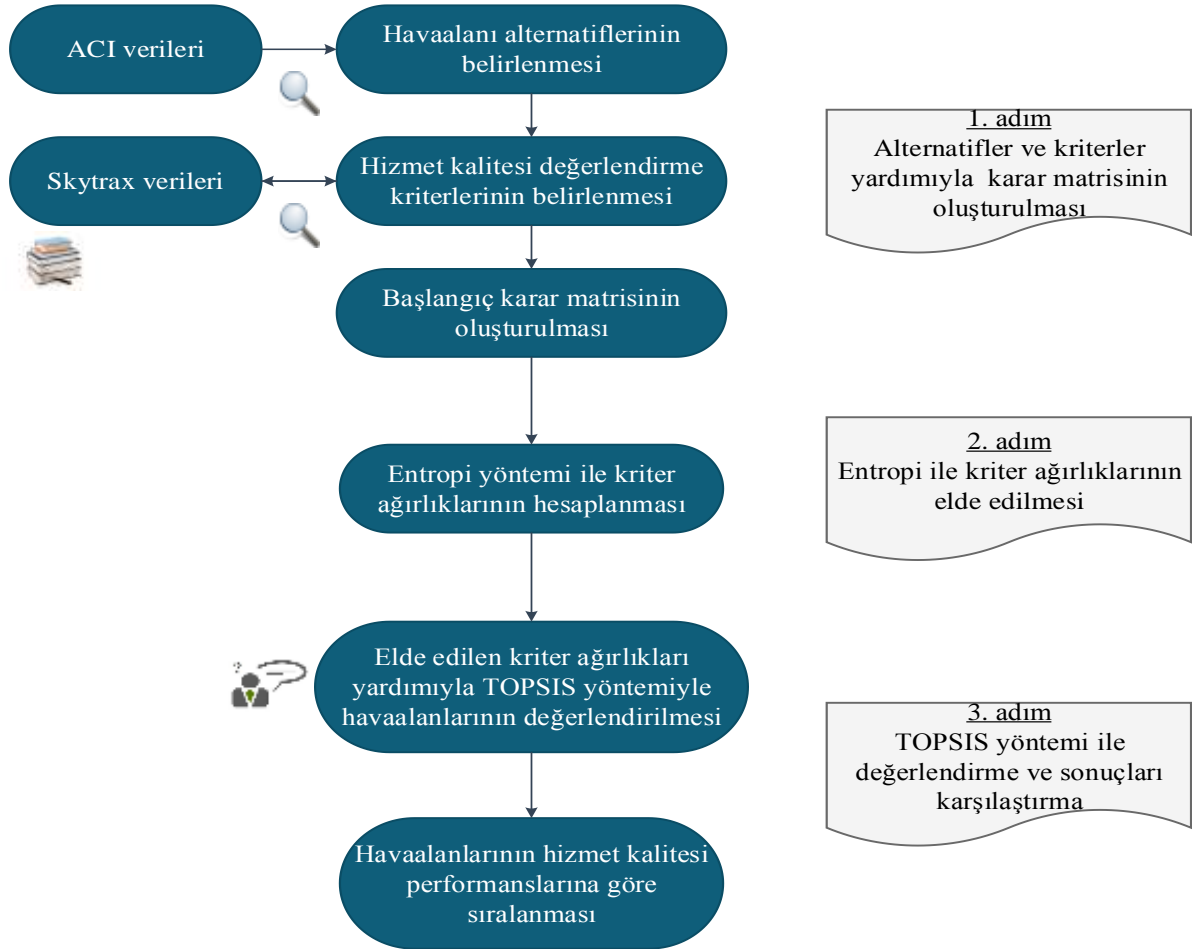 ACI verileri
Havaalanı alternatiflerinin
belirlenmesi
Skytrax verileri
Hizmet kalitesi değerlendirme
kriterlerinin belirlenmesi
Başlangıç karar matrisinin
oluşturulması
Entropi yöntemi ile kriter
ağırlıklarının hesaplanması
Elde edilen kriter ağırlıkları
yardımıyla TOPSIS yöntemiyle
havaalanlarının değerlendirilmesi
Havaalanlarının hizmet kalitesi
performanslarına göre
sıralanması
1. adım
Alternatifler ve kriterler
yardımıyla karar matrisinin
oluşturulması
2. adım
Entropi ile kriter ağırlıklarının
elde edilmesi
3. adım
TOPSIS yöntemi ile
değerlendirme ve sonuçları
karşılaştırma